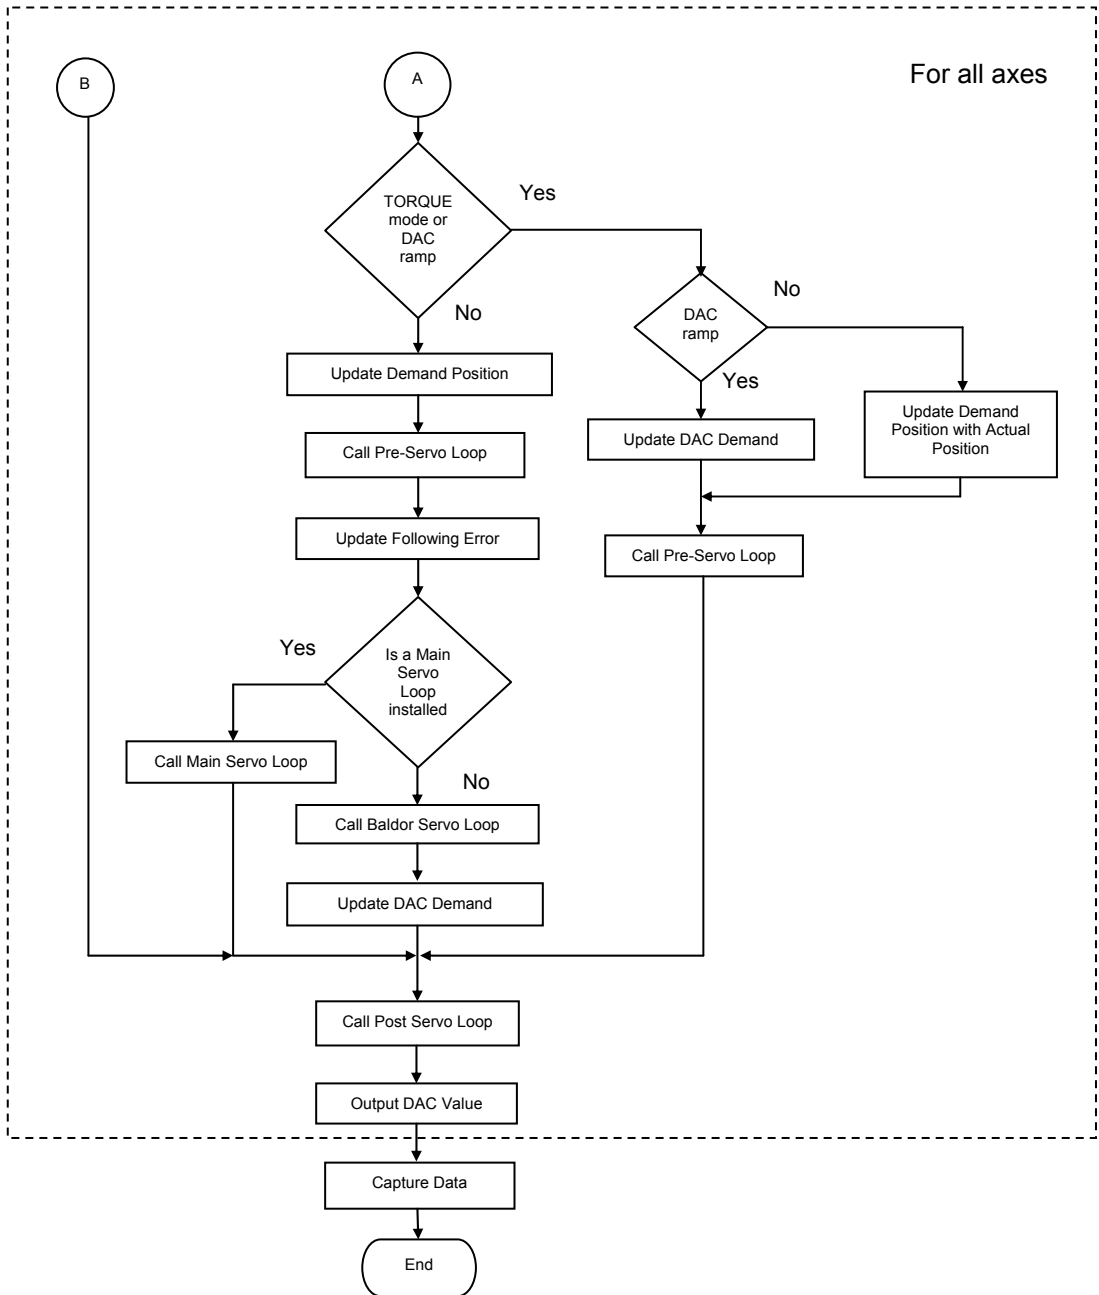 For all axes
B
A
TORQUE
mode or
DAC
ramp
Yes
No
DAC
ramp
No
Yes
Update Demand Position
Update DAC Demand
Update Demand
Position with Actual
Position
Call Pre-Servo Loop
Call Pre-Servo Loop
Update Following Error
Is a Main
Servo
Loop
installed
Yes
No
Call Main Servo Loop
Call Baldor Servo Loop
Update DAC Demand
Call Post Servo Loop
Output DAC Value
Capture Data
End